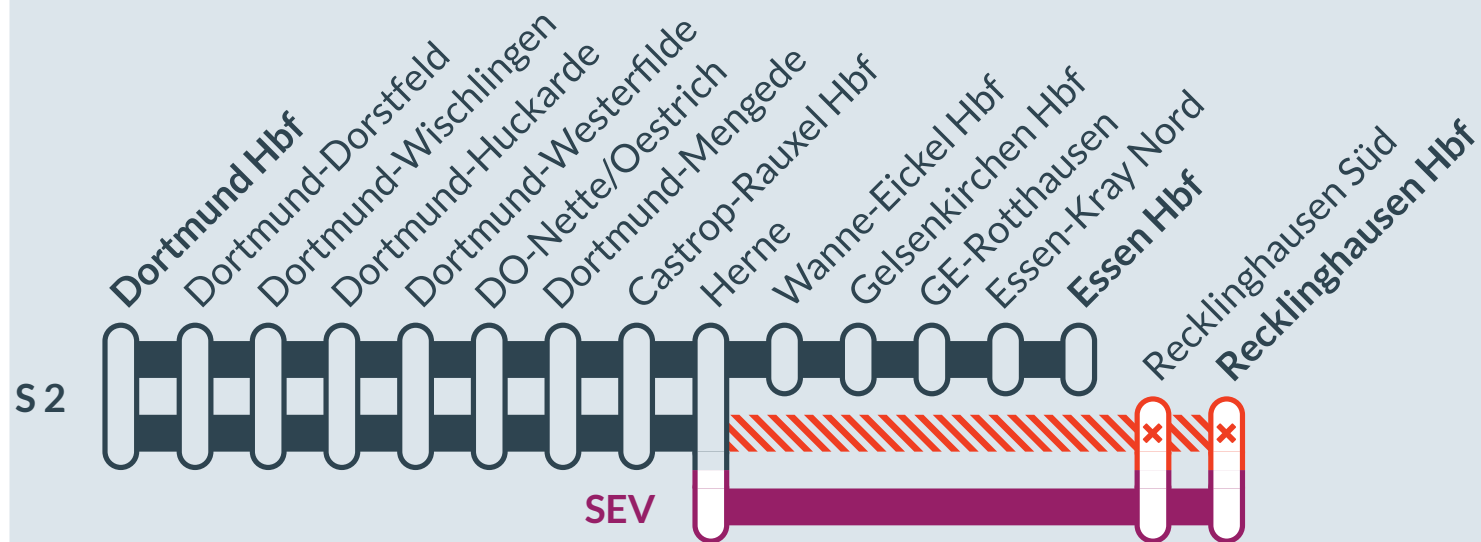 Dortmund Hbf
Dortmund-Dorstfeld
Dortmund-Wischlingen
Dortmund-Huckarde
Dortmund-Westerfilde
DO-Nette/Oestrich
Dortmund-Mengede
Castrop-Rauxel Hbf
Herne
Wanne-Eickel Hbf
Gelsenkirchen Hbf
GE-Rotthausen
Essen-Kray Nord
Essen Hbf
Recklinghausen Süd
Recklinghausen Hbf
S 2
SEV